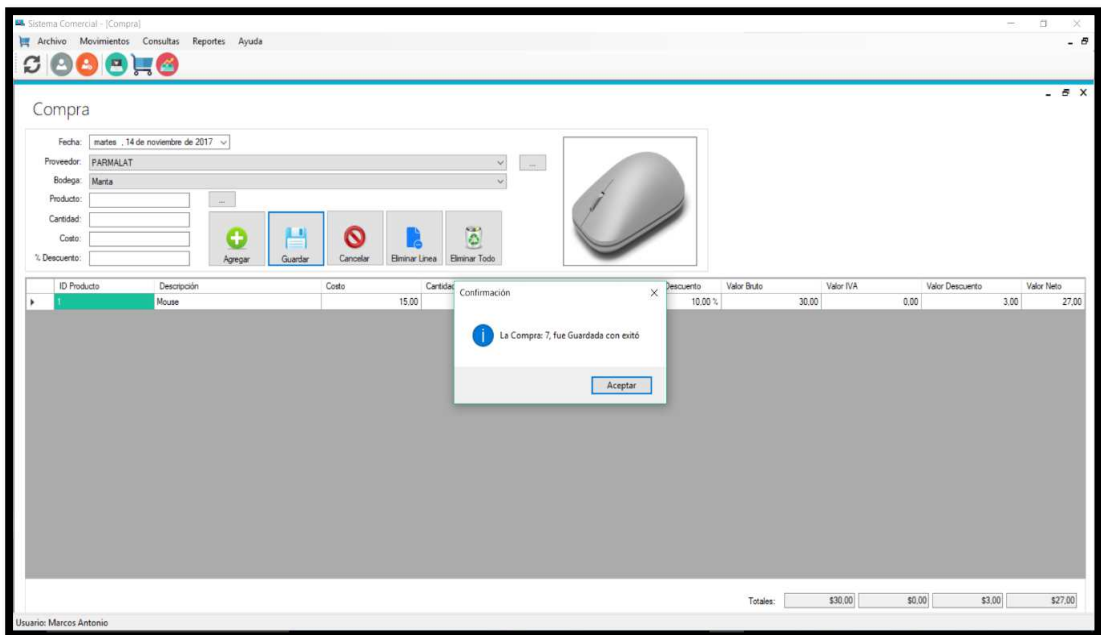 Sistema Comercial - [Compra]
Archivo Movimientos Consultas Reportes Ayuda
Compra
Fecha: martes , 14 de noviembre de 2017
Proveedor: PARMALAT ...
Bodega: Manta
Producto: ...
Cantidad:
Costo:
% Descuento:
Agregar Guardar Cancelar Eliminar Linea Eliminar Todo
ID Producto Descripción Costo Cantidad Descuento Valor Bruto Valor IVA Valor Descuento Valor Neto
1 Mouse 15,00 10,00 % 30,00 0,00 3,00 27,00
Confirmación
La Compra: 7, fue Guardada con exitó
Aceptar
Totales: $30,00 $0,00 $3,00 $27,00
Usuario: Marcos Antonio